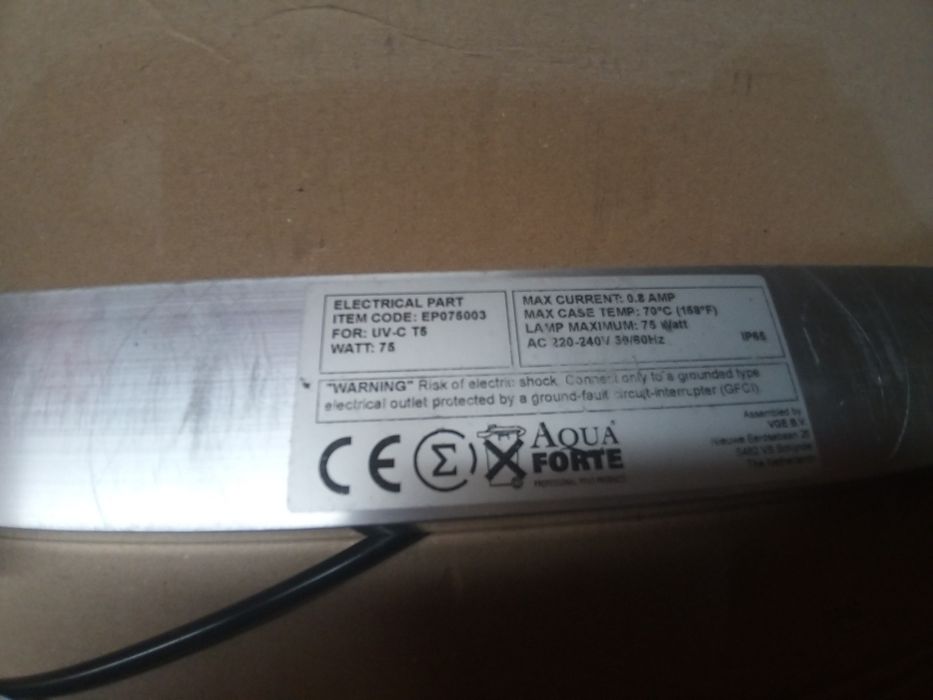 ELECTRICAL PART
ITEM CODE: EP075003
FOR: UV-C T5
WATT: 75
MAX CURRENT: 0.8 AMP
MAX CASE TEMP: 70°C (158°F)
LAMP MAXIMUM: 75 Watt
AC 220-240V 50/60Hz
IP65
"WARNING" Risk of electric shock. Connect only to a grounded type
electrical outlet protected by a ground-fault circuit-interrupter (GFCI).
CE
AQUA
FORTE
Assembled by
VGE B.V.
Nieuwe Eerdsebaan
The Netherlands